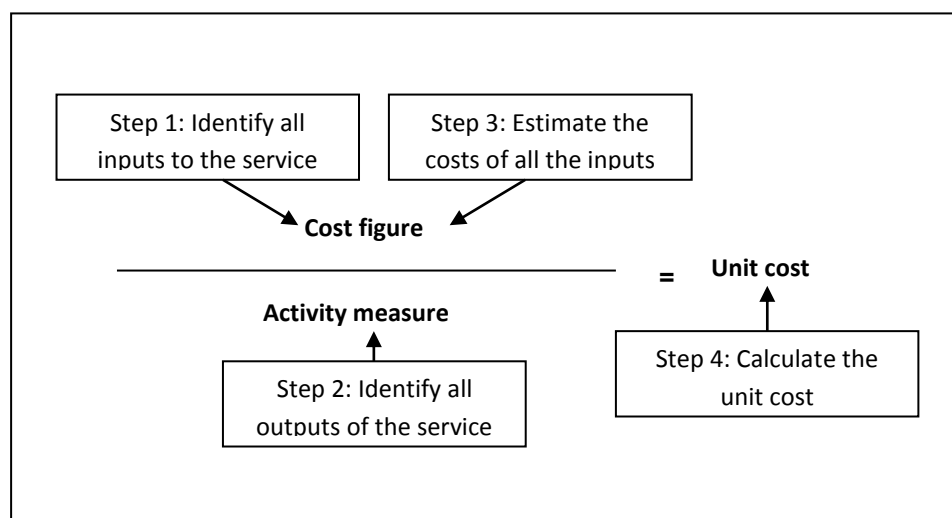 Step 1: Identify all
inputs to the service
Step 3: Estimate the
costs of all the inputs
Cost figure
=
Unit cost
Activity measure
Step 2: Identify all
outputs of the service
Step 4: Calculate the
unit cost